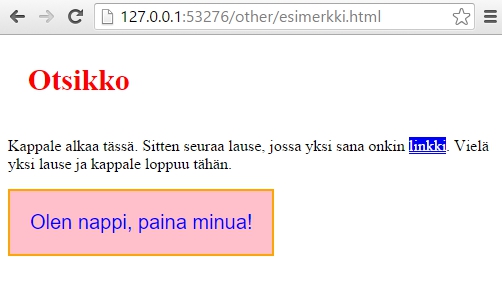 127.0.0.1:53276/other/esimerkki.html
Otsikko
Kappale alkaa tässä. Sitten seuraa lause, jossa yksi sana onkin linkki. Vielä
yksi lause ja kappale loppuu tähän.
Olen nappi, paina minua!